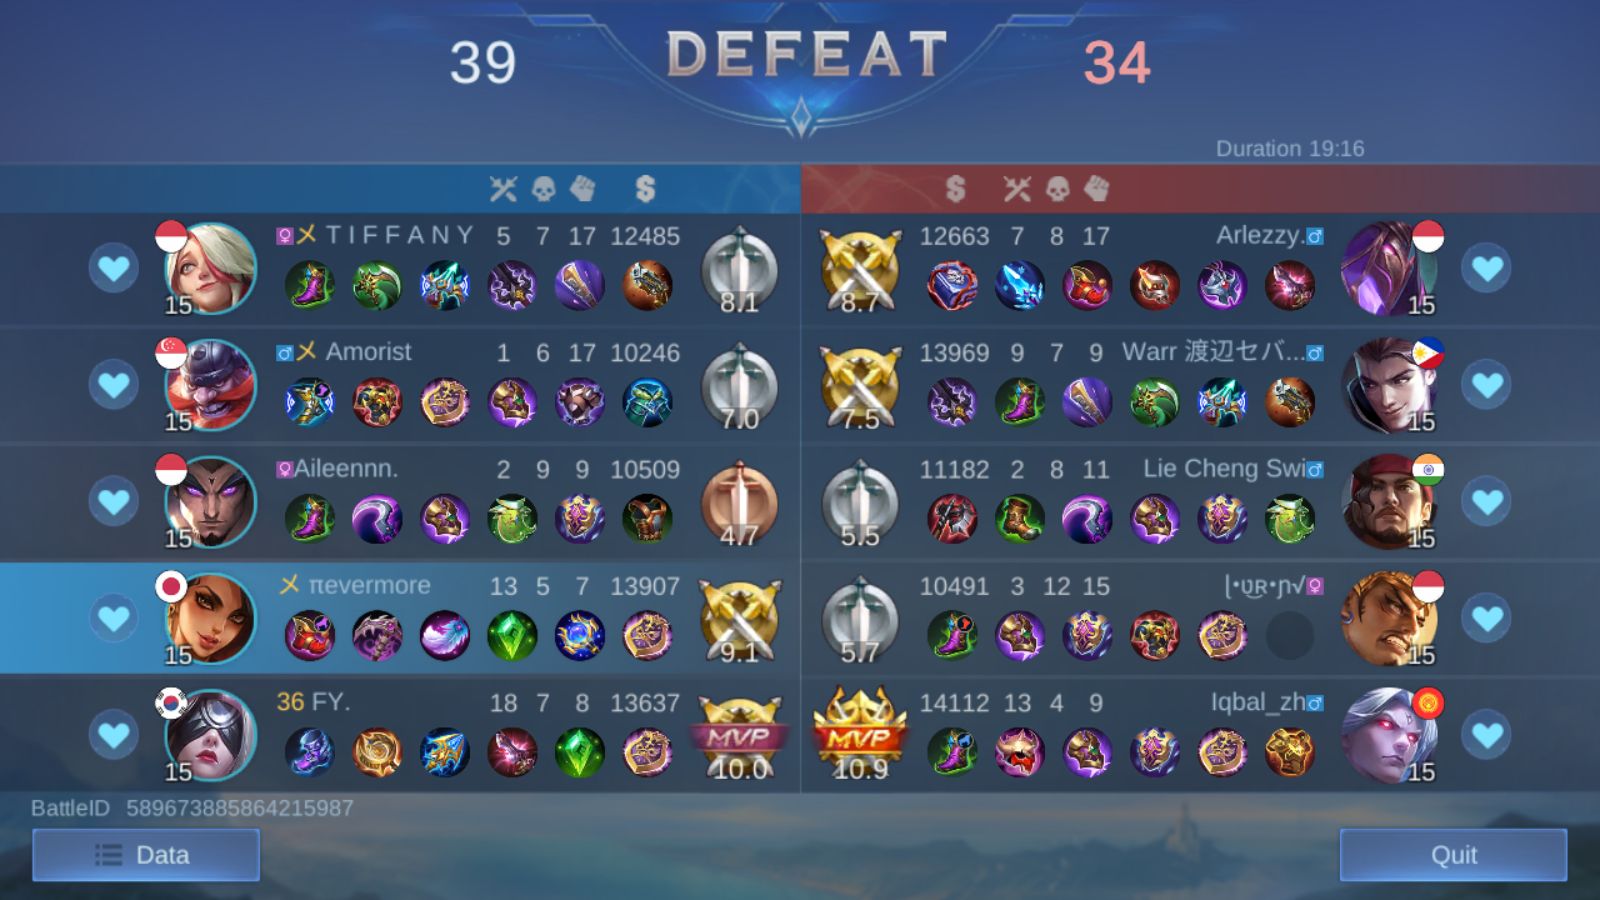 39 DEFEAT 34
Duration 19:16
TIFFANY 5 7 17 12485
15 8.1
12663 7 8 17 Arlezzy.
8.7 15
Amorist 1 6 17 10246
15 7.0
13969 9 7 9 Warr 渡辺セバ...
7.5 15
Aileennn. 2 9 9 10509
15 4.7
11182 2 8 11 Lie Cheng Swi
5.5 15
πevermore 13 5 7 13907
15 9.1
10491 3 12 15
5.7 15
36 FY. 18 7 8 13637
15 MVP 10.0
14112 13 4 9 Iqbal_zh
MVP 10.9 15
BattleID 589673885864215987
Data Quit